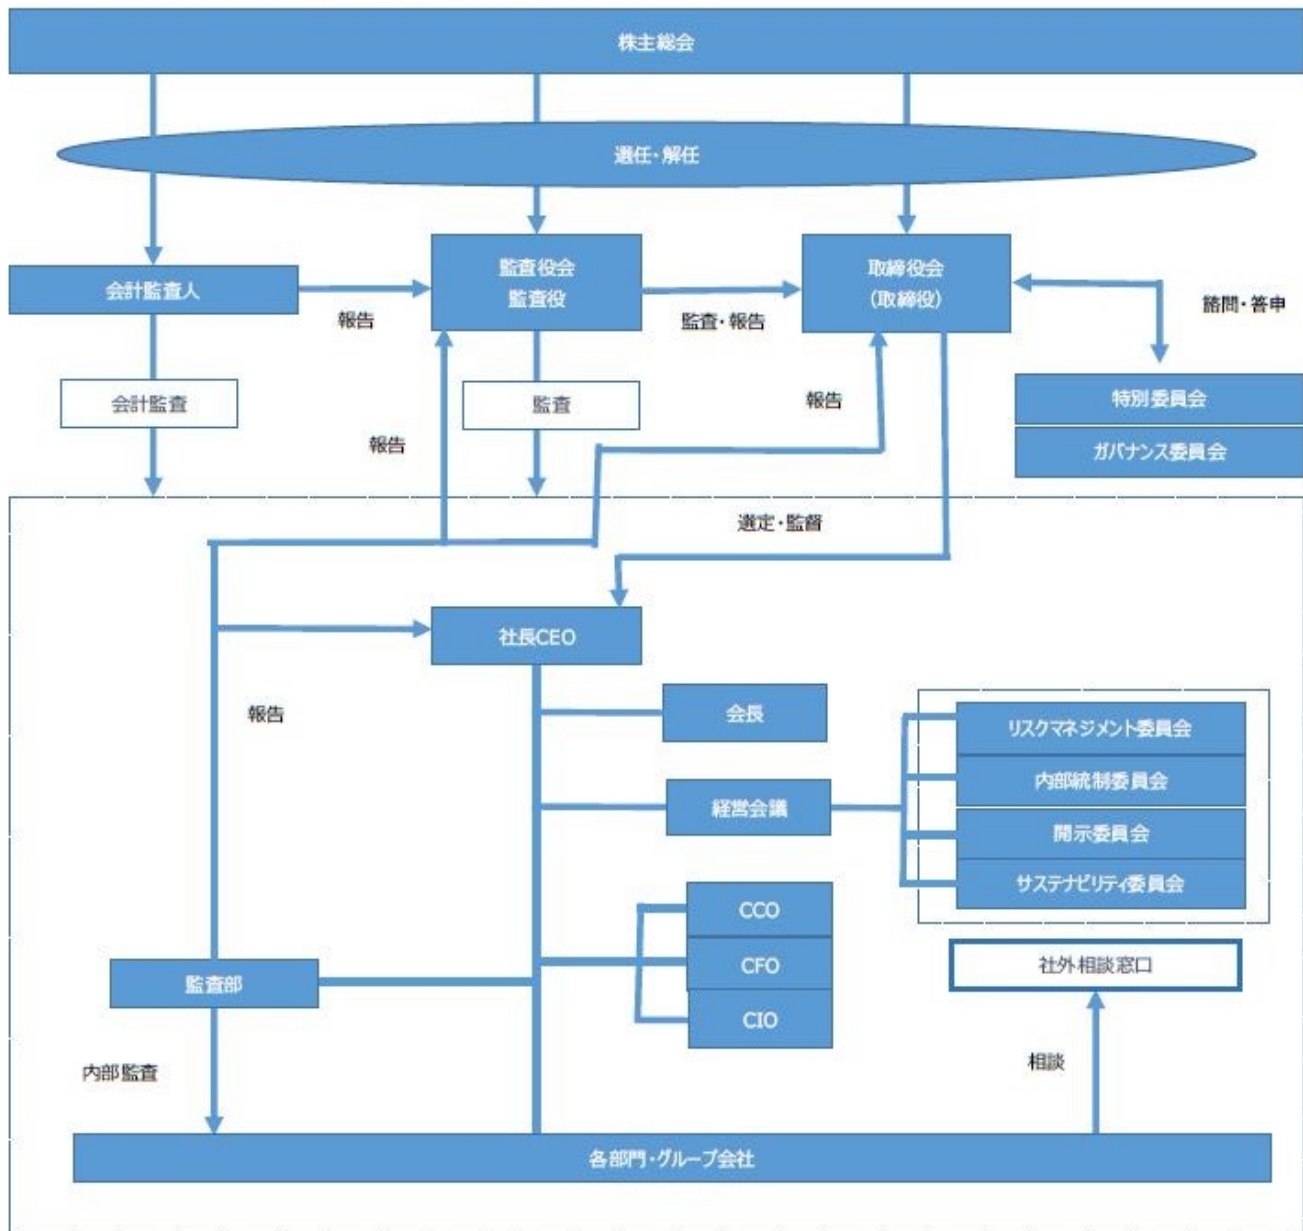 株主総会
選任・解任
監査役会
監査役
取締役会
(取締役)
会計監査人
報告
監査・報告
諮問・答申
会計監査
監査
報告
報告
特別委員会
ガバナンス委員会
選定・監督
社長CEO
報告
会長
リスクマネジメント委員会
内部統制委員会
経営会議
開示委員会
サステナビリティ委員会
CCO
CFO
CIO
社外相談窓口
監査部
内部監査
相談
各部門・グループ会社